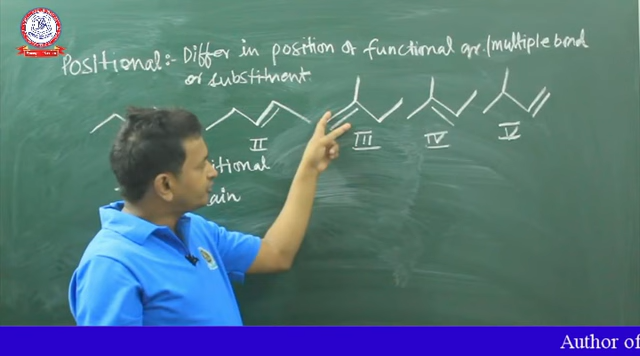 Positional:- Differ in position of functional gr./multiple bond
or substituent
II III IV V
itional
ain
Author of